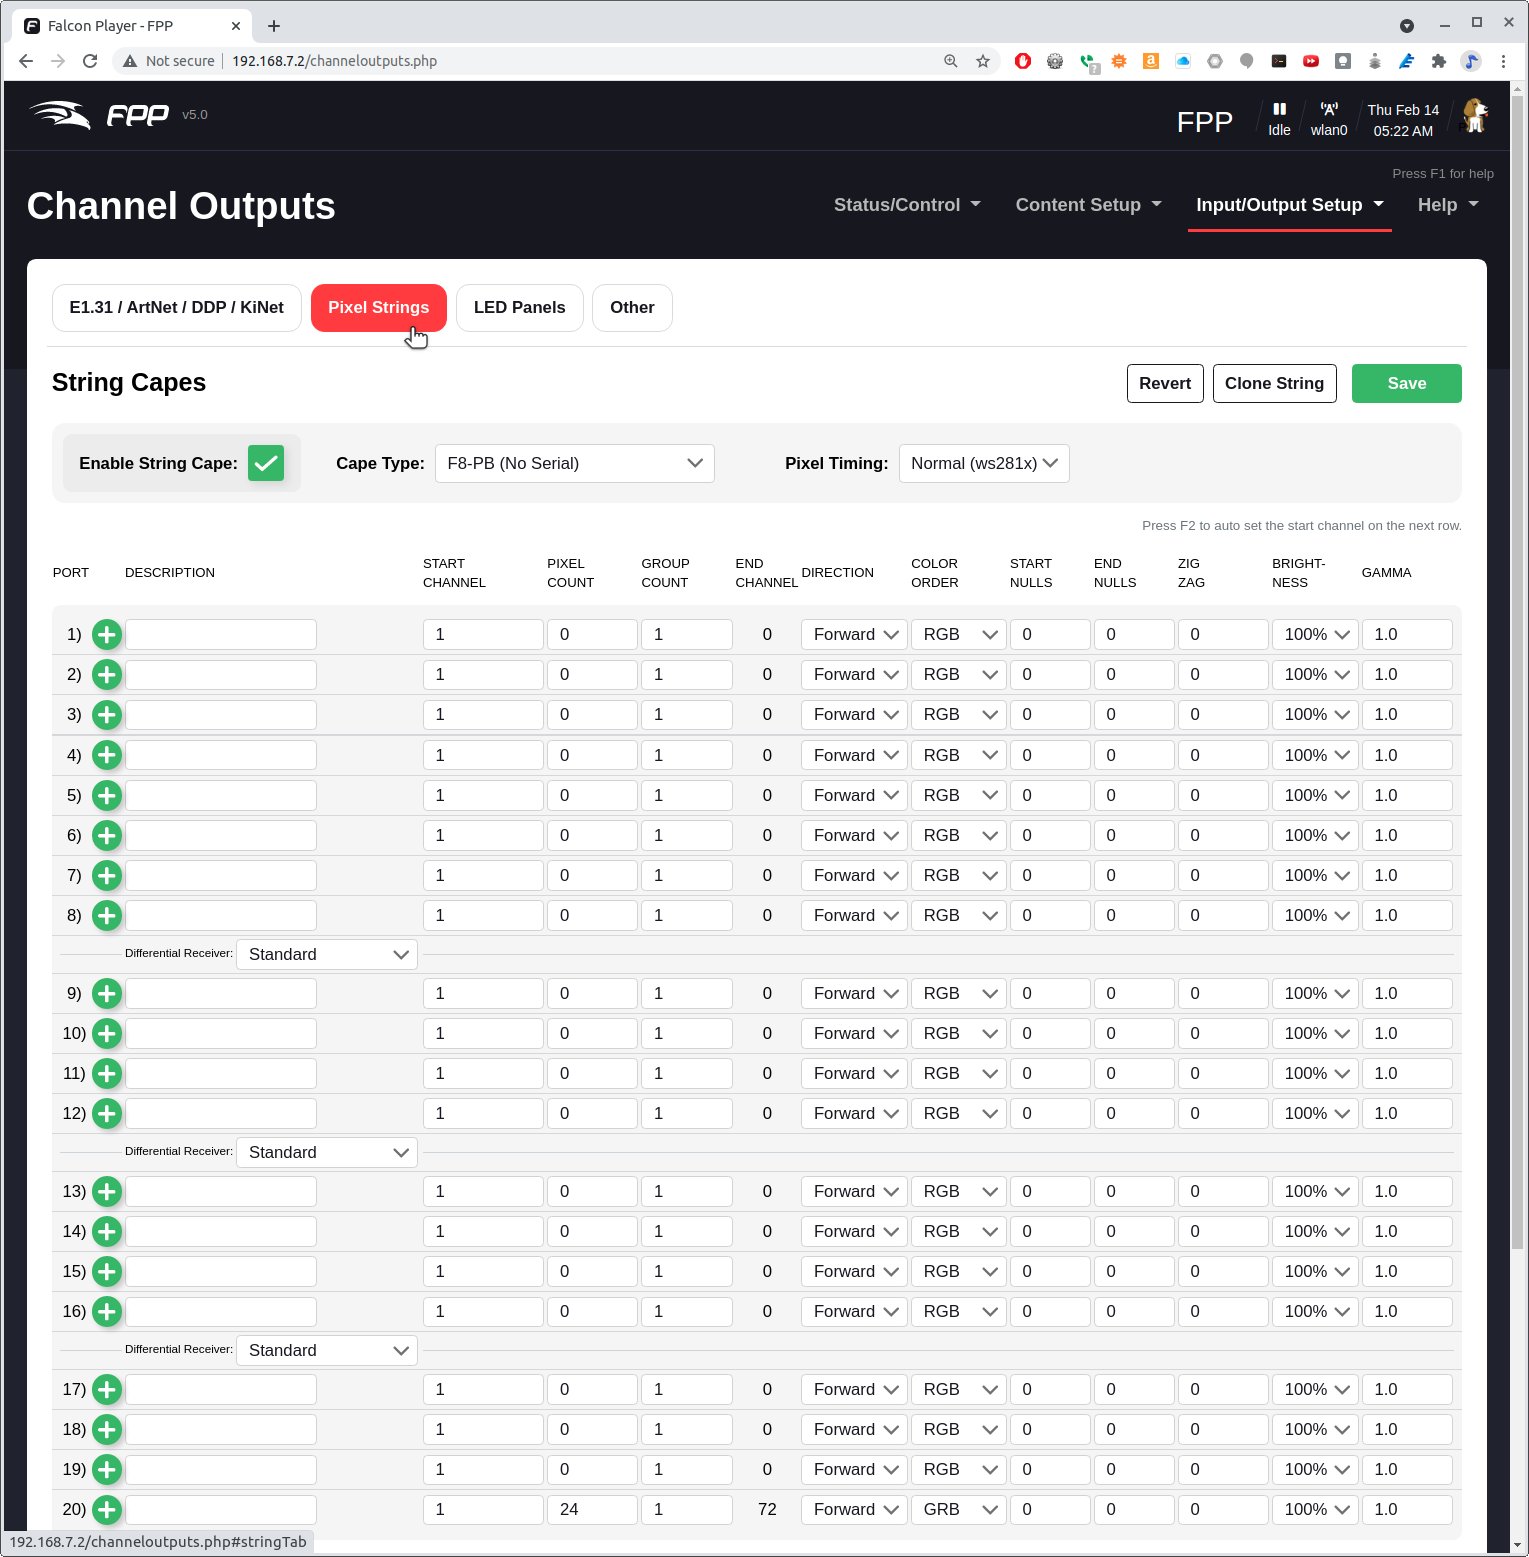 Falcon Player - FPP
Not secure 192.168.7.2/channeloutputs.php
FPP v5.0 FPP Idle wlan0 Thu Feb 14 05:22 AM
Press F1 for help
Channel Outputs Status/Control Content Setup Input/Output Setup Help
E1.31 / ArtNet / DDP / KiNet Pixel Strings LED Panels Other
String Capes Revert Clone String Save
Enable String Cape: Cape Type: F8-PB (No Serial) Pixel Timing: Normal (ws281x)
Press F2 to auto set the start channel on the next row.
PORT DESCRIPTION START CHANNEL PIXEL COUNT GROUP COUNT END CHANNEL DIRECTION COLOR ORDER START NULLS END NULLS ZIG ZAG BRIGHT-NESS GAMMA
1) 1 0 1 0 Forward RGB 0 0 0 100% 1.0
2) 1 0 1 0 Forward RGB 0 0 0 100% 1.0
3) 1 0 1 0 Forward RGB 0 0 0 100% 1.0
4) 1 0 1 0 Forward RGB 0 0 0 100% 1.0
5) 1 0 1 0 Forward RGB 0 0 0 100% 1.0
6) 1 0 1 0 Forward RGB 0 0 0 100% 1.0
7) 1 0 1 0 Forward RGB 0 0 0 100% 1.0
8) 1 0 1 0 Forward RGB 0 0 0 100% 1.0
Differential Receiver: Standard
9) 1 0 1 0 Forward RGB 0 0 0 100% 1.0
10) 1 0 1 0 Forward RGB 0 0 0 100% 1.0
11) 1 0 1 0 Forward RGB 0 0 0 100% 1.0
12) 1 0 1 0 Forward RGB 0 0 0 100% 1.0
Differential Receiver: Standard
13) 1 0 1 0 Forward RGB 0 0 0 100% 1.0
14) 1 0 1 0 Forward RGB 0 0 0 100% 1.0
15) 1 0 1 0 Forward RGB 0 0 0 100% 1.0
16) 1 0 1 0 Forward RGB 0 0 0 100% 1.0
Differential Receiver: Standard
17) 1 0 1 0 Forward RGB 0 0 0 100% 1.0
18) 1 0 1 0 Forward RGB 0 0 0 100% 1.0
19) 1 0 1 0 Forward RGB 0 0 0 100% 1.0
20) 1 24 1 72 Forward GRB 0 0 0 100% 1.0
192.168.7.2/channeloutputs.php#stringTab